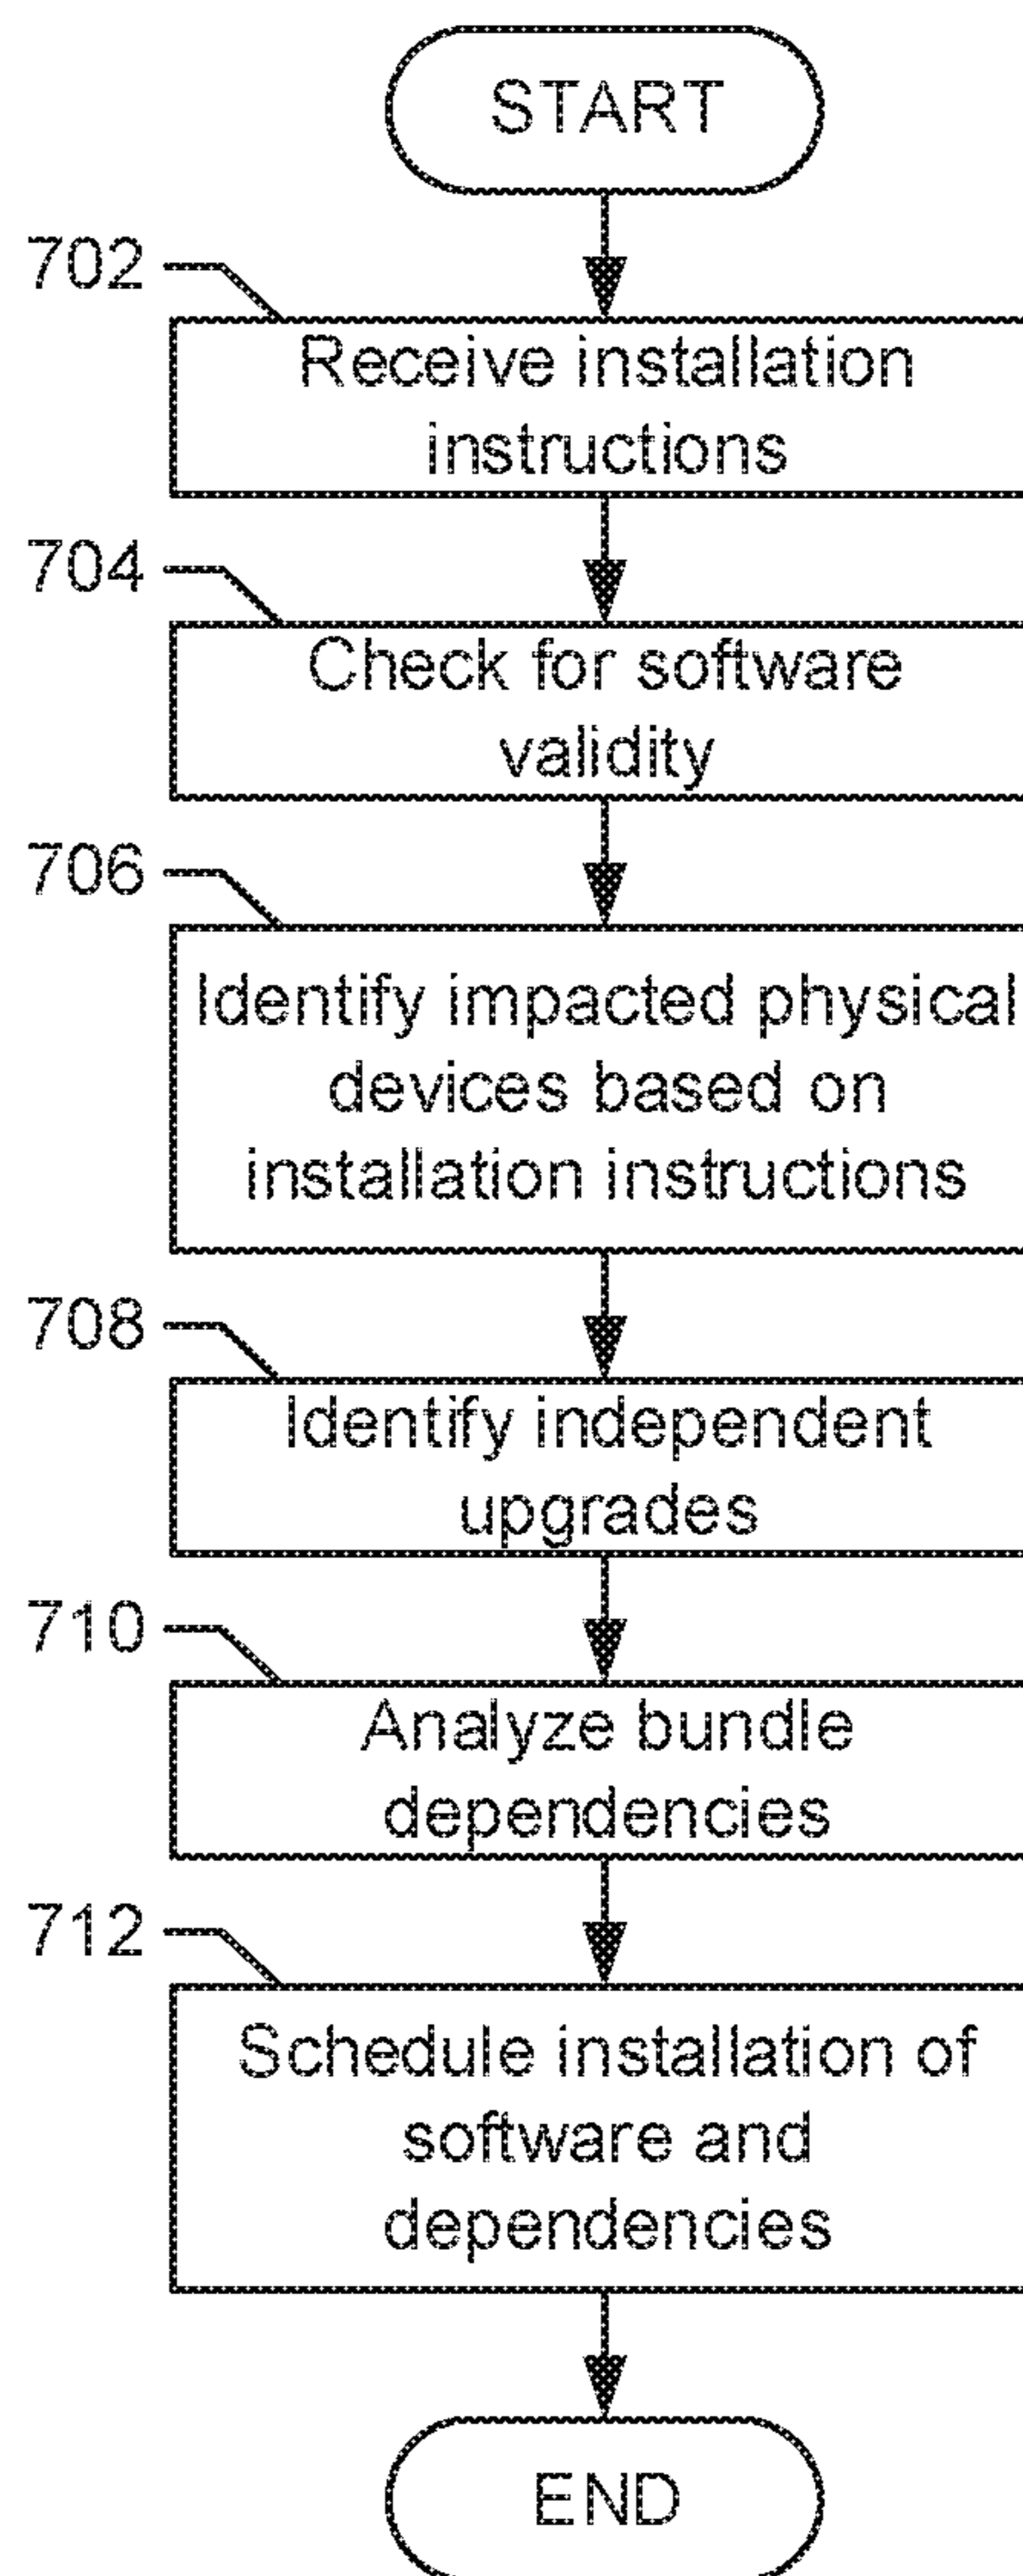 START
702
Receive installation
instructions
704
Check for software
validity
706
Identify impacted physical
devices based on
installation instructions
708
Identify independent
upgrades
710
Analyze bundle
dependencies
712
Schedule installation of
software and
dependencies
END